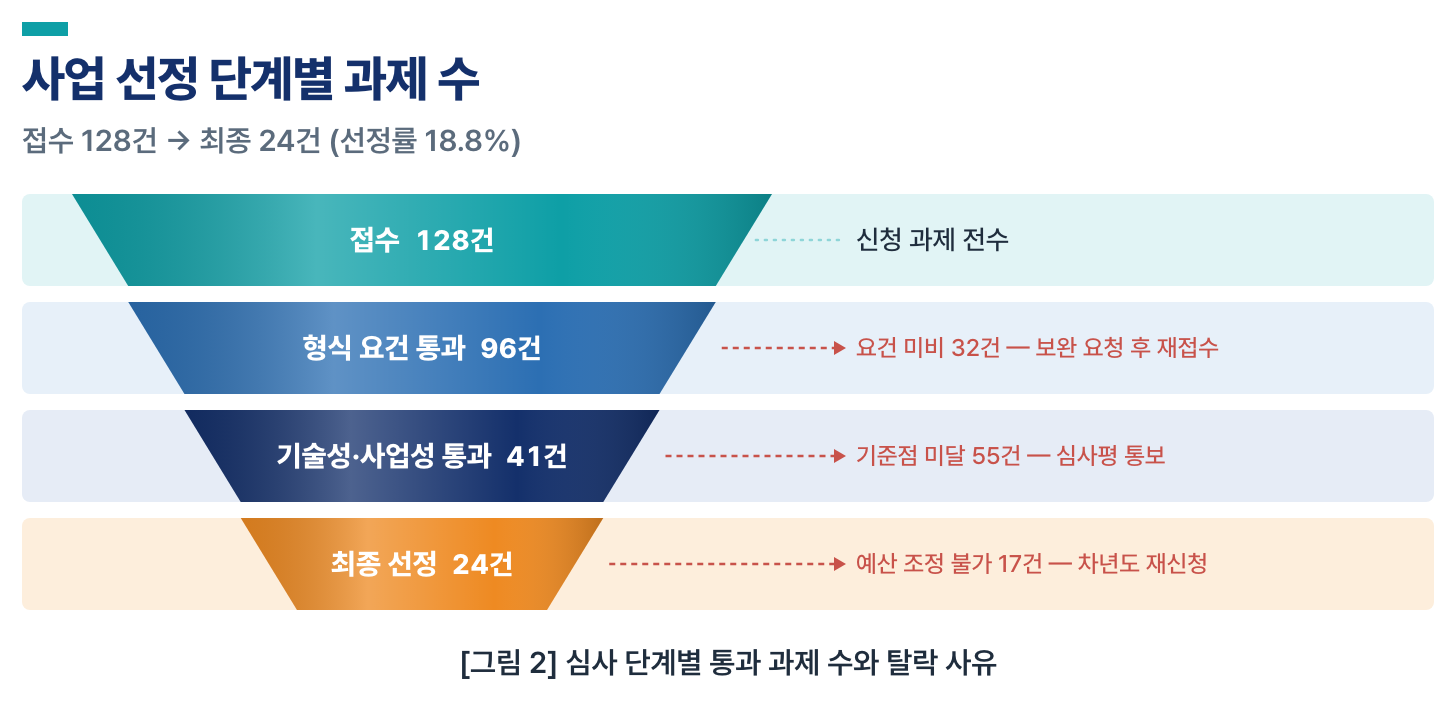 사업 선정 단계별 과제 수
접수 128건 → 최종 24건 (선정률 18.8%)
접수 128건
신청 과제 전수
형식 요건 통과 96건
요건 미비 32건 — 보완 요청 후 재접수
기술성·사업성 통과 41건
기준점 미달 55건 — 심사평 통보
최종 선정 24건
예산 조정 불가 17건 — 차년도 재신청
[그림 2] 심사 단계별 통과 과제 수와 탈락 사유